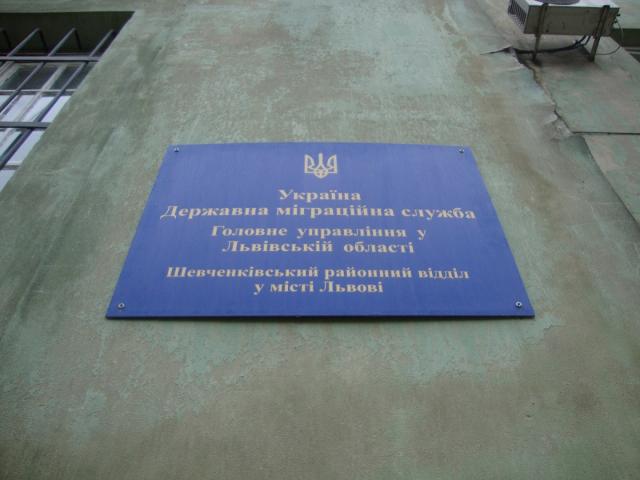 Україна
Державна міграційна служба
Головне управління у
Львівській області
Шевченківський районний відділ
у місті Львові